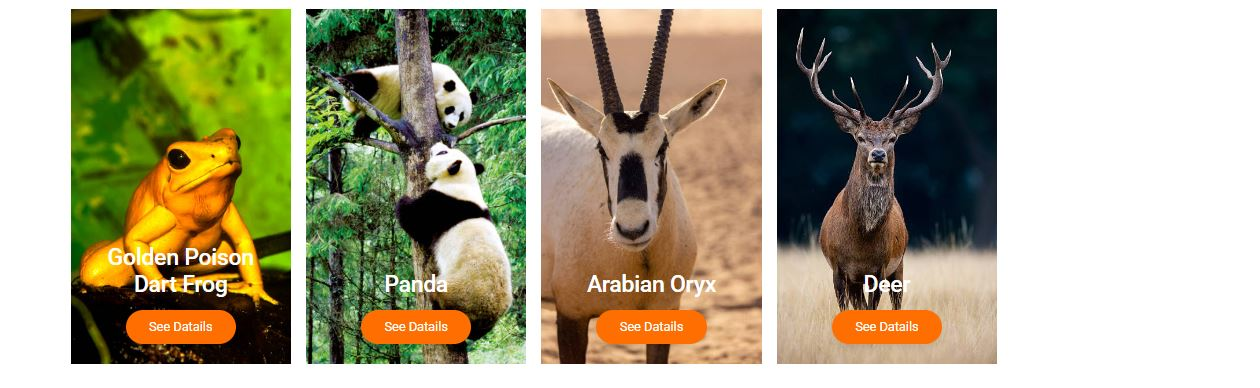 Golden Poison
Dart Frog
See Datails
Panda
See Datails
Arabian Oryx
See Datails
Deer
See Datails